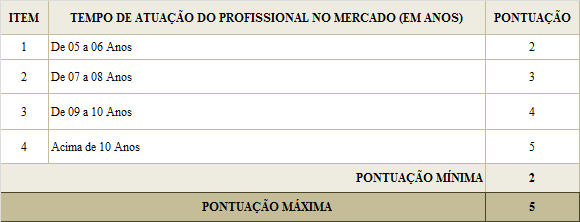 ITEM TEMPO DE ATUAÇÃO DO PROFISSIONAL NO MERCADO (EM ANOS) PONTUAÇÃO
1 De 05 a 06 Anos 2
2 De 07 a 08 Anos 3
3 De 09 a 10 Anos 4
4 Acima de 10 Anos 5
PONTUAÇÃO MÍNIMA 2
PONTUAÇÃO MÁXIMA 5